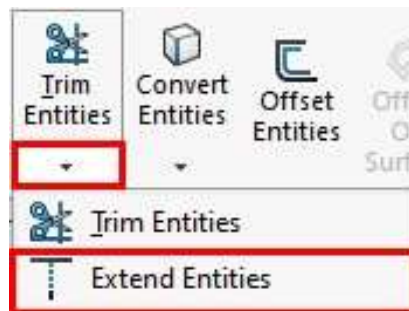 Trim
Entities
Convert
Entities
Offset
Entities
Trim Entities
Extend Entities